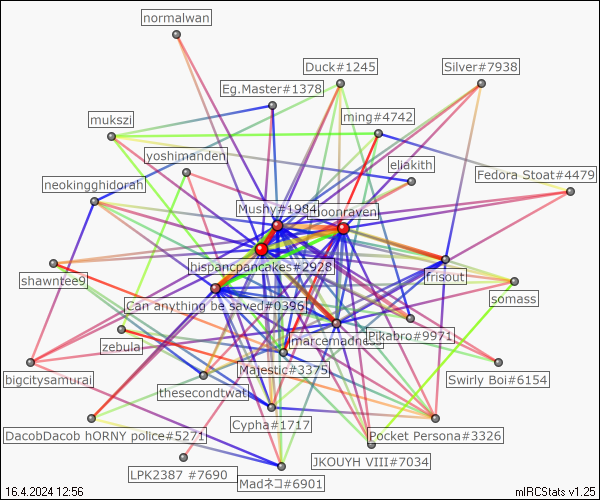 normalwan
Duck#1245
Silver#7938
Eg.Master#1378
mukszi
ming#4742
yoshimanden
eliakith
Fedora Stoat#4479
neokingghidorah
Mushy#1984
moonraven
hispancpancakes#2928
shawntee9
frisout
somass
Can anything be saved#0396
Pikabro#9971
zebula
marcemadne
Majestic#3375
bigcitysamurai
Swirly Boi#6154
thesecondtwat
Cypha#1717
DacobDacob hORNY police#5271
Pocket Persona#3326
JKOUYH VIII#7034
LPK2387 #7690
Madネコ#6901
16.4.2024 12:56
mIRCStats v1.25